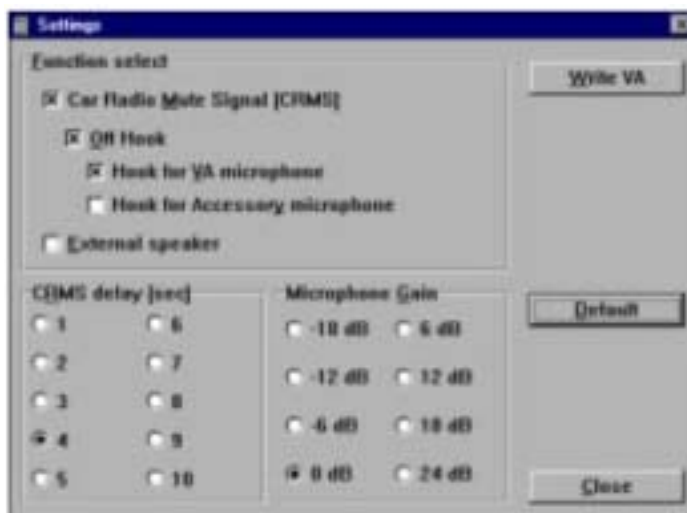 Settings
Function select
Write VA
Car Radio Mute Signal [CRMS]
Off Hook
Hook for VA microphone
Hook for Accessory microphone
External speaker
CRMS delay [sec]
1
6
2
7
3
8
4
9
5
10
Microphone Gain
-18 dB
6 dB
-12 dB
12 dB
-6 dB
18 dB
0 dB
24 dB
Default
Close